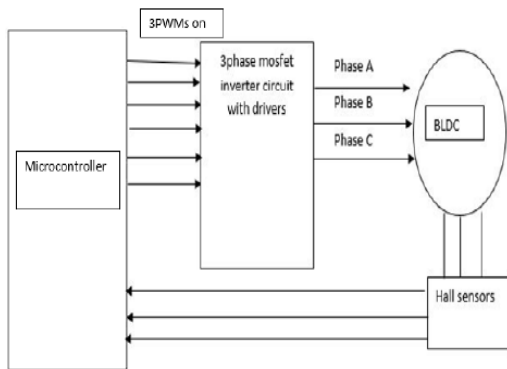 3PWMs on
3phase mosfet
inverter circuit
with drivers
Phase A
Phase B
Phase C
BLDC
Microcontroller
Hall sensors